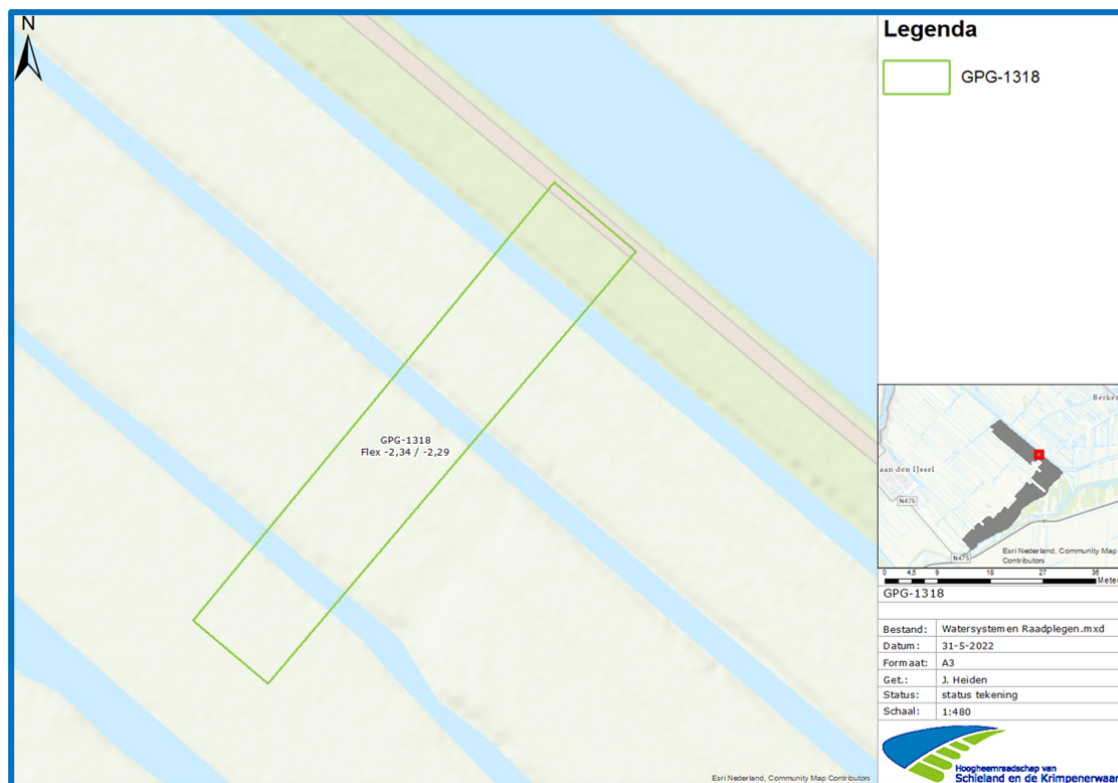 N
GPG-1318
Flex -2,34 / -2,29
Esri Nederland, Community Map Contributors
Legenda
GPG-1318
Berken
aan den IJssel
N475
N475
Esri Nederland, Community Map
Contributors
0 4,5 9 18 27 36
Mete
GPG-1318
Bestand: Watersystemen Raadplegen.mxd
Datum: 31-5-2022
Formaat: A3
Get.: J. Heiden
Status: status tekening
Schaal: 1:480
Hoogheemraadschap van
Schieland en de Krimpenerwaar